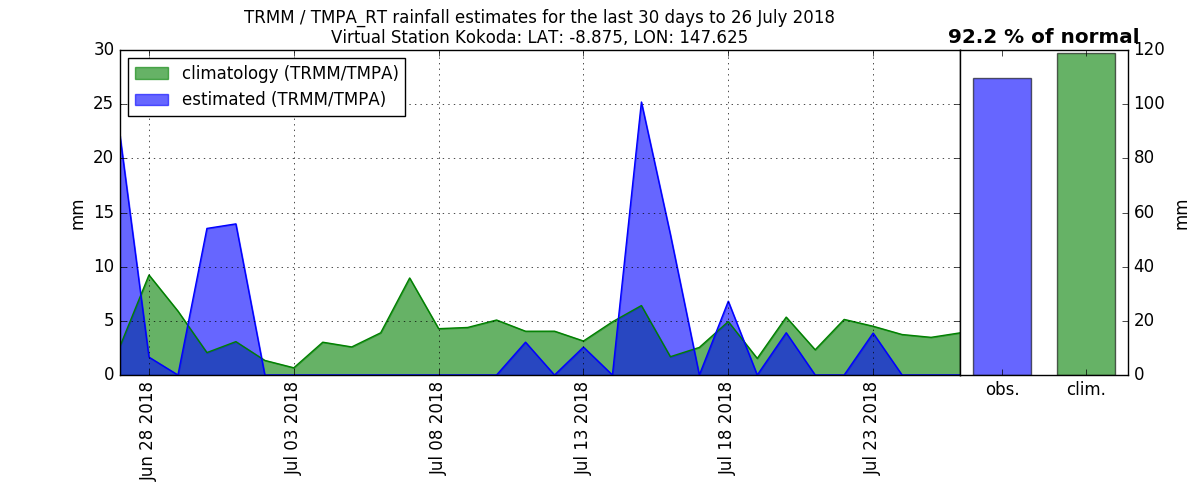 TRMM / TMPA_RT rainfall estimates for the last 30 days to 26 July 2018
Virtual Station Kokoda: LAT: -8.875, LON: 147.625
92.2 % of normal
climatology (TRMM/TMPA)
estimated (TRMM/TMPA)
30
25
20
15
10
5
0
mm
Jun 28 2018
Jul 03 2018
Jul 08 2018
Jul 13 2018
Jul 18 2018
Jul 23 2018
obs.
clim.
120
100
80
60
40
20
0
mm